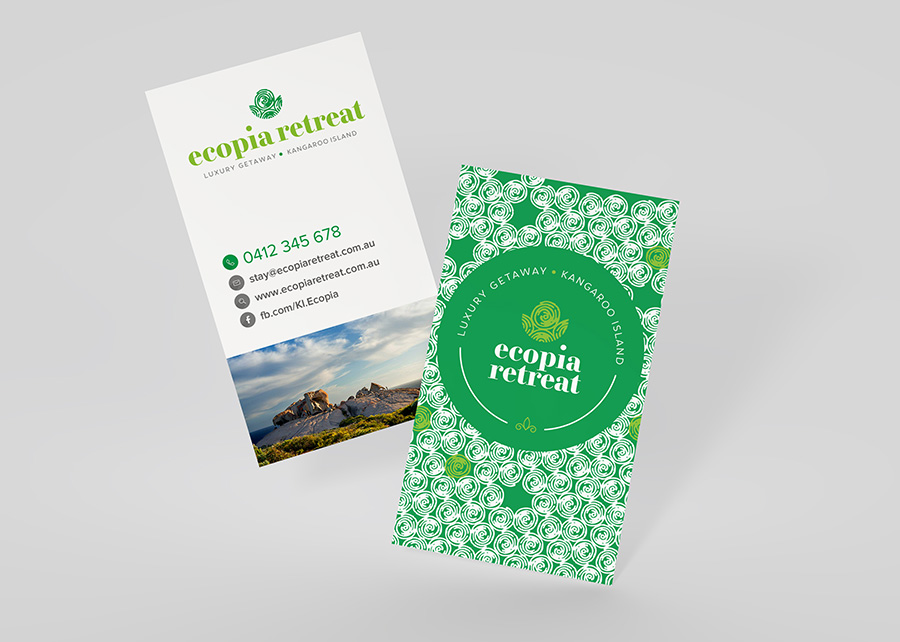 ecopia retreat
LUXURY GETAWAY • KANGAROO ISLAND
0412 345 678
stay@ecopiaretreat.com.au
www.ecopiaretreat.com.au
fb.com/KI.Ecopia
LUXURY GETAWAY • KANGAROO ISLAND
ecopia
retreat